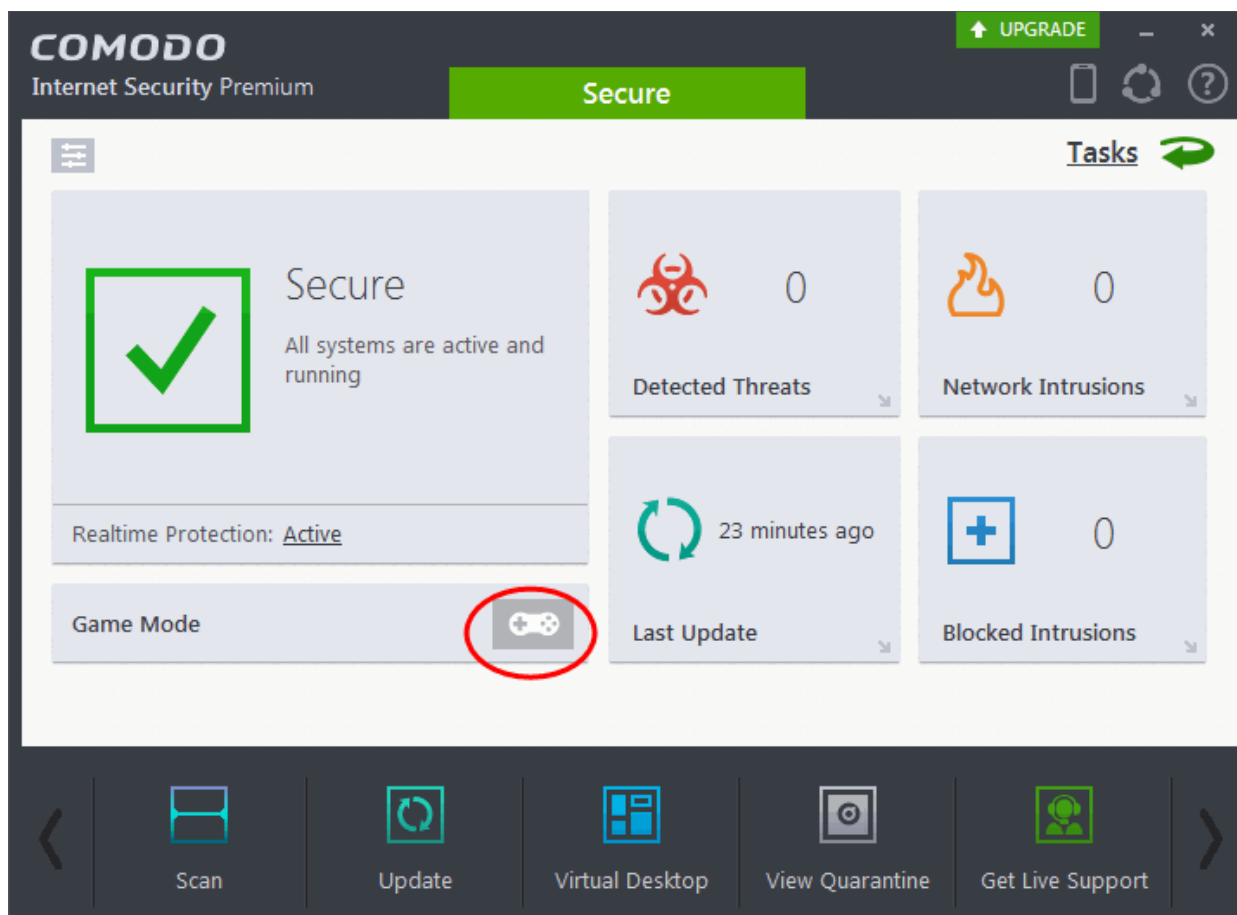 COMODO
Internet Security Premium
UPGRADE
Secure
Tasks
Secure
All systems are active and
running
Realtime Protection: Active
Game Mode
0
Detected Threats
0
Network Intrusions
23 minutes ago
Last Update
0
Blocked Intrusions
Scan
Update
Virtual Desktop
View Quarantine
Get Live Support